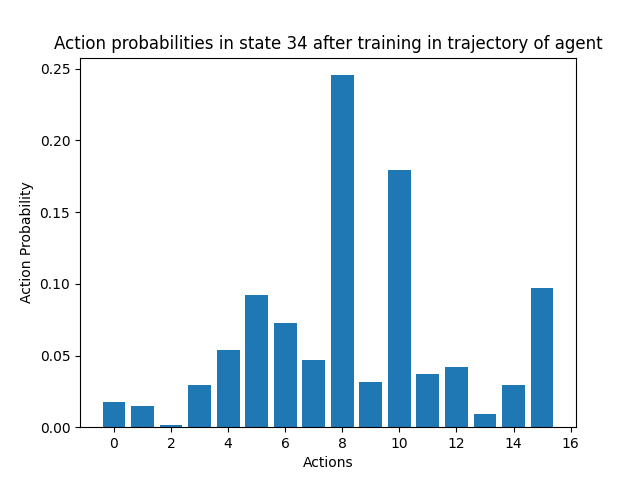 Action probabilities in state 34 after training in trajectory of agent
0.25
0.20
0.15
0.10
0.05
0.00
Action Probability
0 2 4 6 8 10 12 14 16
Actions